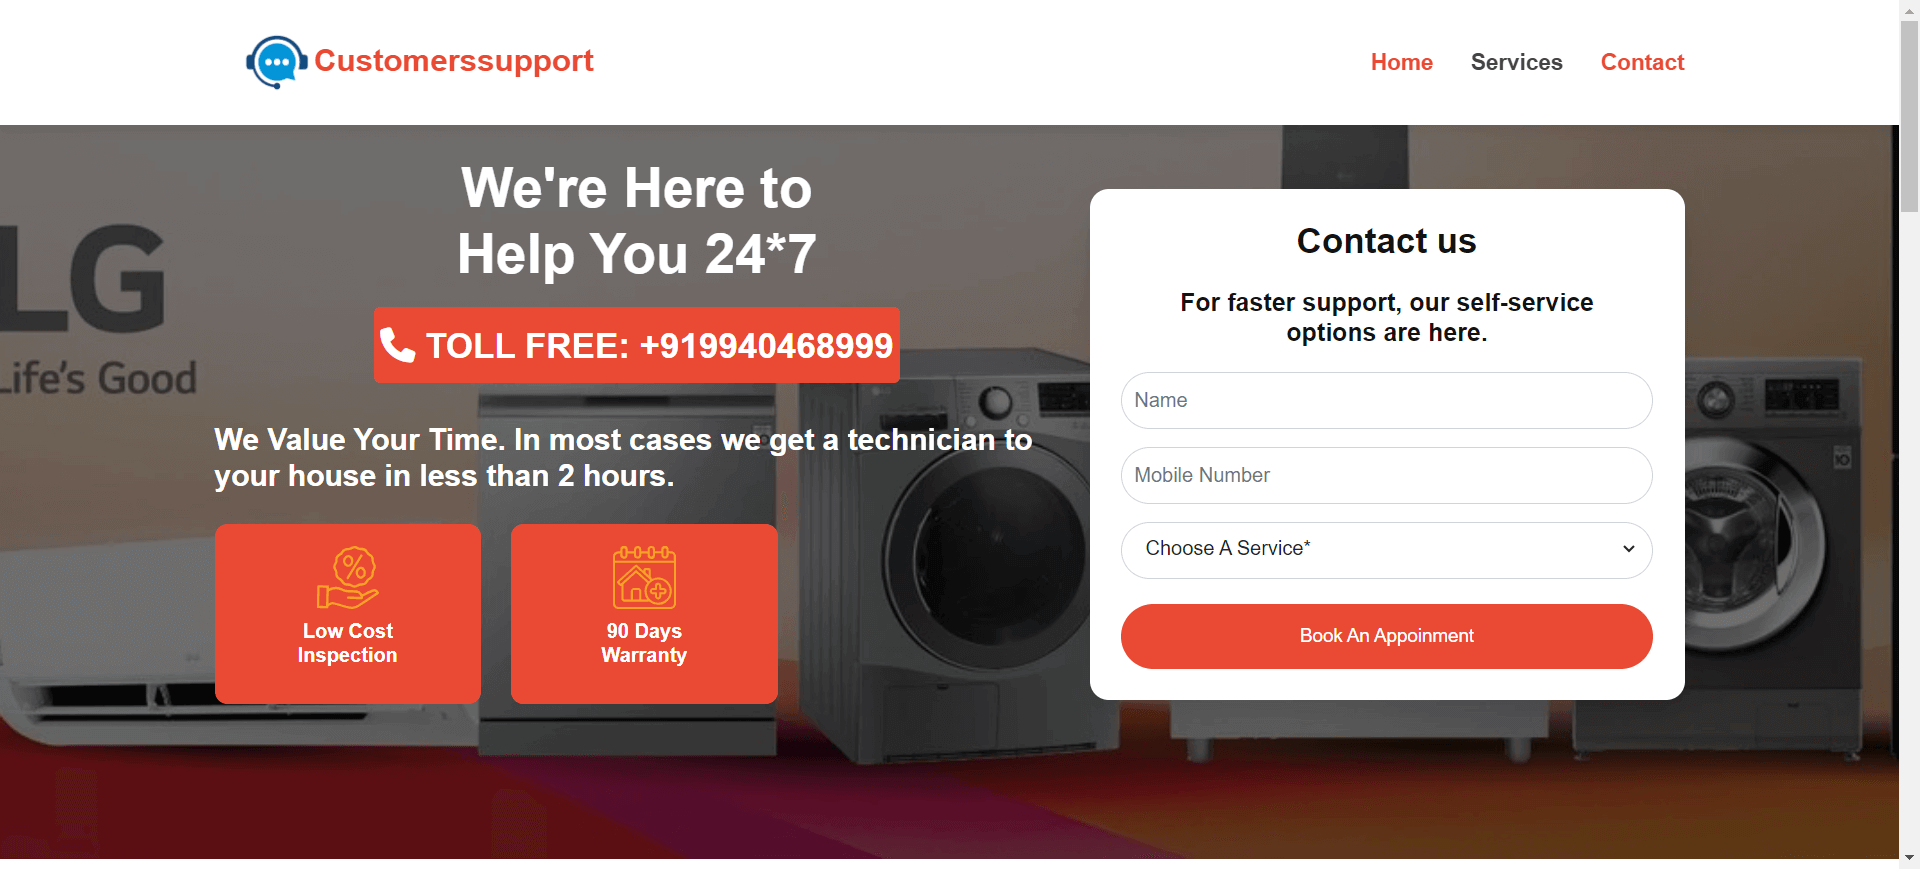 Customerssupport
Home
Services
Contact
We're Here to
Help You 24*7
TOLL FREE: +919940468999
We Value Your Time. In most cases we get a technician to
your house in less than 2 hours.
Low Cost
Inspection
90 Days
Warranty
LG
Life's Good
Contact us
For faster support, our self-service
options are here.
Name
Mobile Number
Choose A Service*
Book An Appoinment